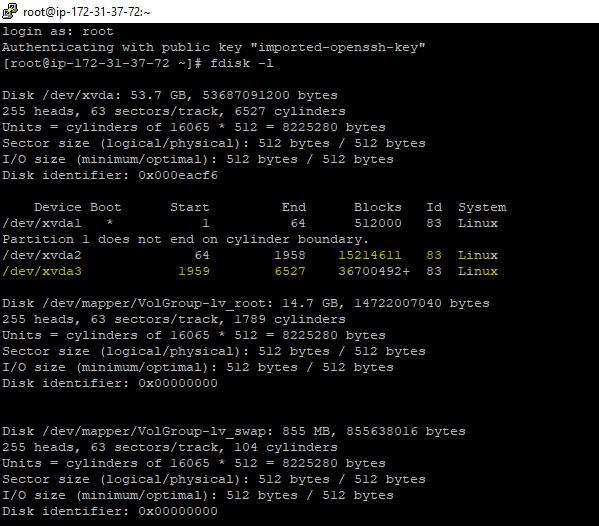 root@ip-172-31-37-72:~
login as: root
Authenticating with public key "imported-openssh-key"
[root@ip-172-31-37-72 ~]# fdisk -l
Disk /dev/xvda: 53.7 GB, 53687091200 bytes
255 heads, 63 sectors/track, 6527 cylinders
Units = cylinders of 16065 * 512 = 8225280 bytes
Sector size (logical/physical): 512 bytes / 512 bytes
I/O size (minimum/optimal): 512 bytes / 512 bytes
Disk identifier: 0x000eacf6
Device Boot Start End Blocks Id System
/dev/xvda1 * 1 64 512000 83 Linux
Partition 1 does not end on cylinder boundary.
/dev/xvda2 64 1958 15214611 83 Linux
/dev/xvda3 1959 6527 36700492+ 83 Linux
Disk /dev/mapper/VolGroup-lv_root: 14.7 GB, 14722007040 bytes
255 heads, 63 sectors/track, 1789 cylinders
Units = cylinders of 16065 * 512 = 8225280 bytes
Sector size (logical/physical): 512 bytes / 512 bytes
I/O size (minimum/optimal): 512 bytes / 512 bytes
Disk identifier: 0x00000000
Disk /dev/mapper/VolGroup-lv_swap: 855 MB, 855638016 bytes
255 heads, 63 sectors/track, 104 cylinders
Units = cylinders of 16065 * 512 = 8225280 bytes
Sector size (logical/physical): 512 bytes / 512 bytes
I/O size (minimum/optimal): 512 bytes / 512 bytes
Disk identifier: 0x00000000